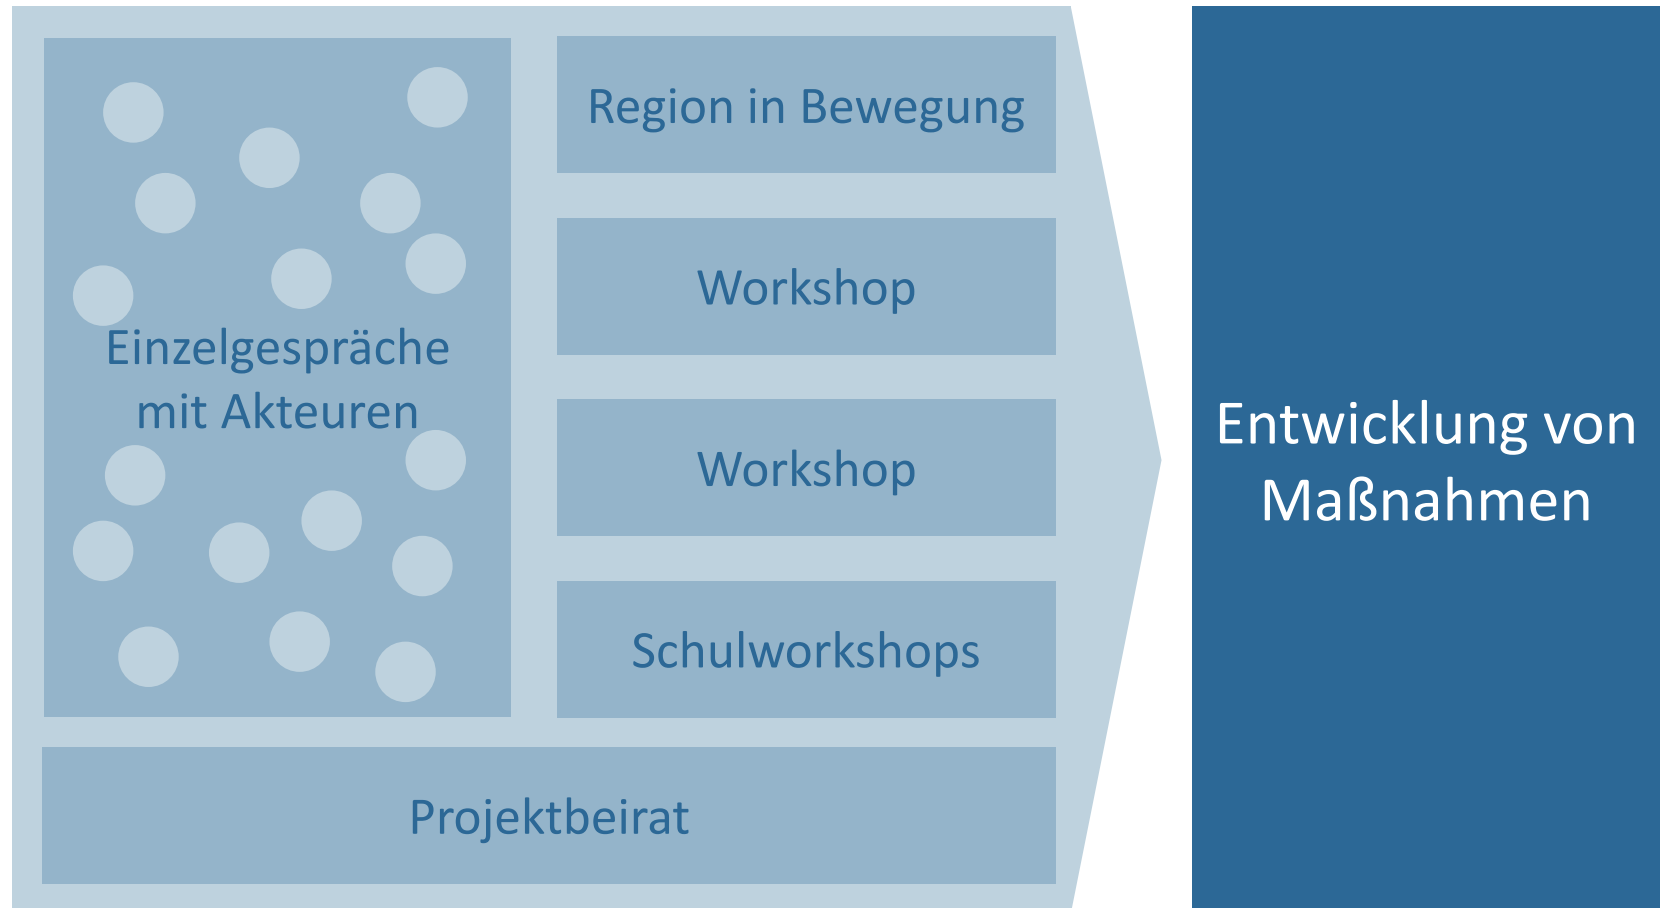 Einzelgespräche
mit Akteuren
Region in Bewegung
Workshop
Workshop
Schulworkshops
Projektbeirat
Entwicklung von
Maßnahmen